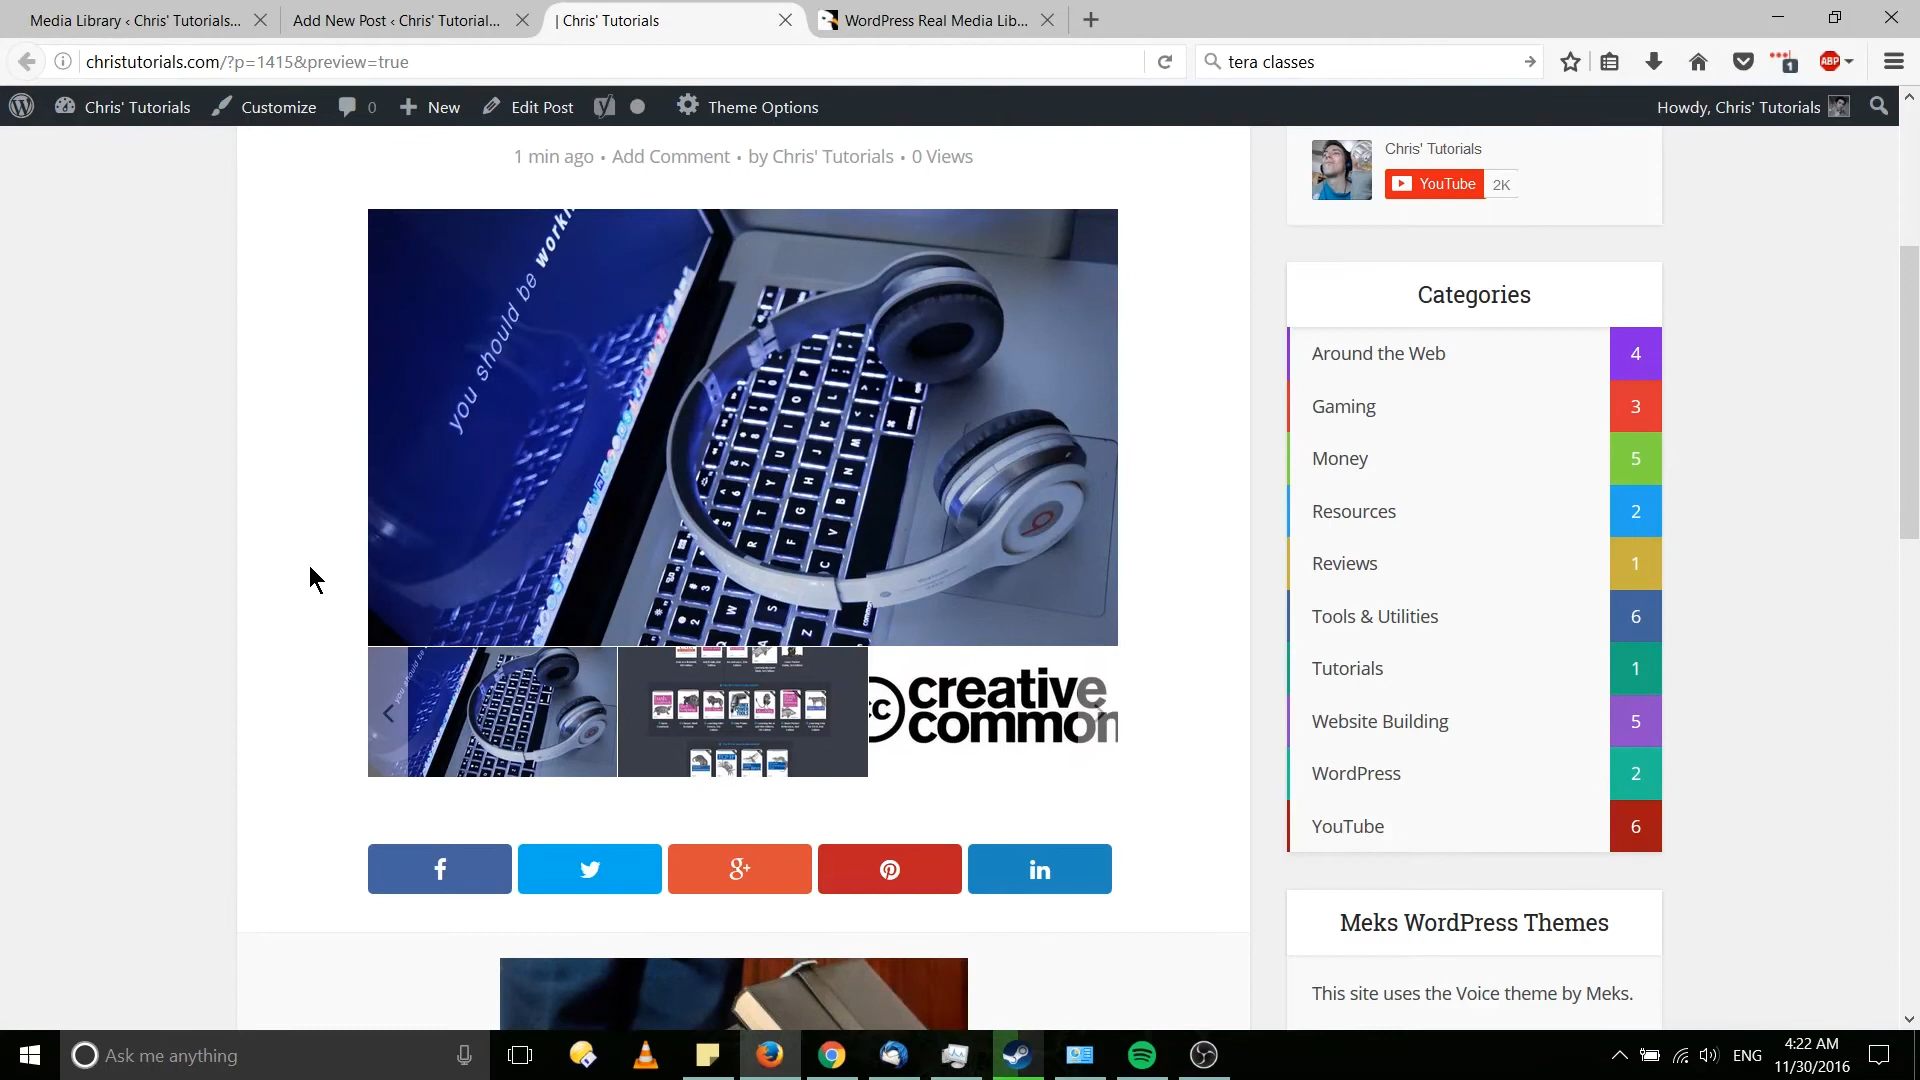 Media Library ‹ Chris' Tutorials...
Add New Post ‹ Chris' Tutorial...
| Chris' Tutorials
WordPress Real Media Lib...
christutorials.com/?p=1415&preview=true
tera classes
1
ABP
Chris' Tutorials
Customize
0
New
Edit Post
Theme Options
Howdy, Chris' Tutorials
1 min ago • Add Comment • by Chris' Tutorials • 0 Views
Chris' Tutorials
YouTube
2K
you should be
Categories
Around the Web
4
Gaming
3
Money
5
Resources
2
Reviews
1
Tools & Utilities
6
Tutorials
1
Website Building
5
WordPress
2
YouTube
6
cc creative
common
f
g+
in
Meks WordPress Themes
This site uses the Voice theme by Meks.
Ask me anything
ENG
4:22 AM
11/30/2016